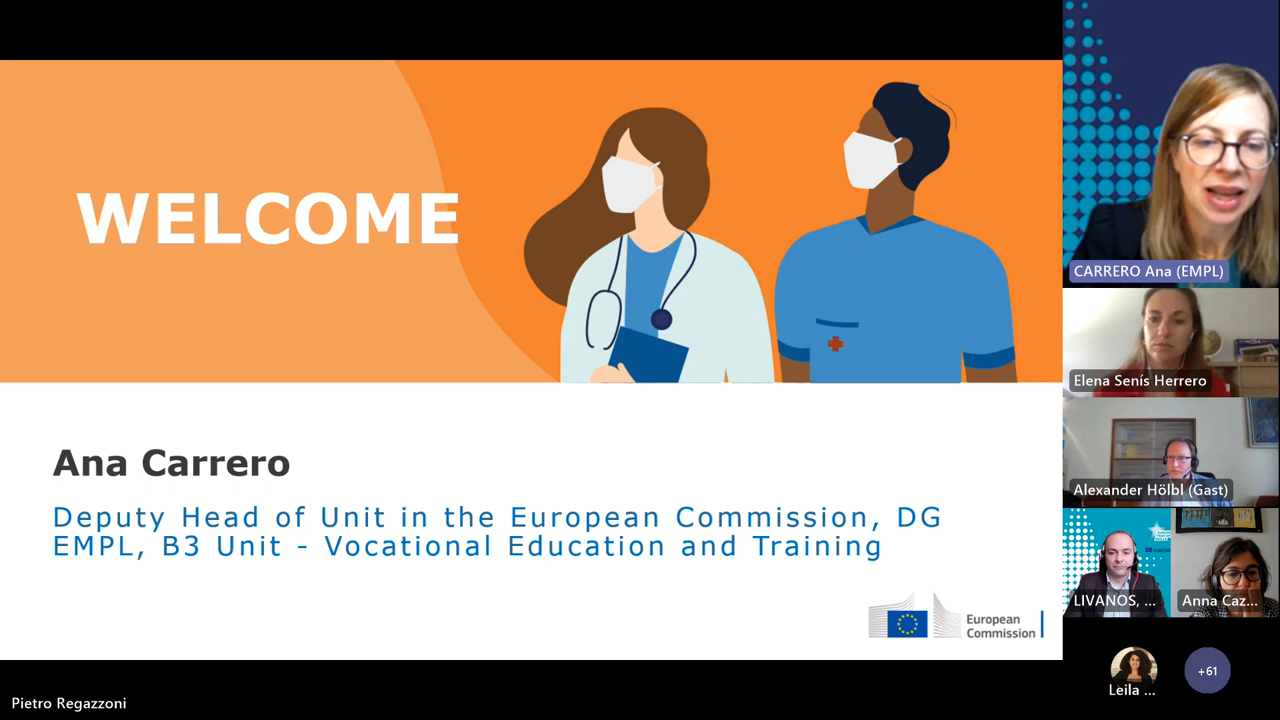 WELCOME
Ana Carrero
Deputy Head of Unit in the European Commission, DG
EMPL, B3 Unit - Vocational Education and Training
European
Commission
CARRERO Ana (EMPL)
Elena Senís Herrero
Alexander Hölbl (Gast)
LIVANOS, ...
Anna Caz...
Leila ...
+61
Pietro Regazzoni